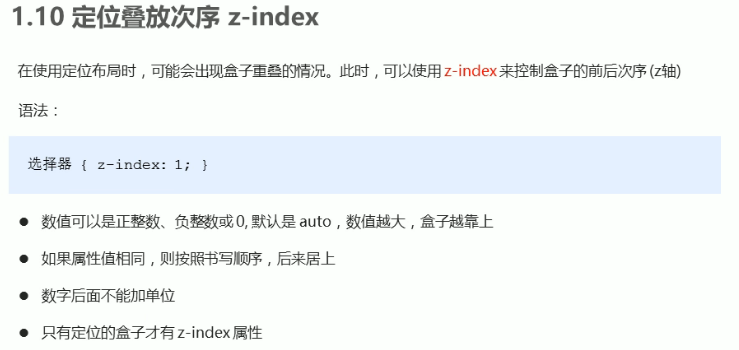 1.10 定位叠放次序 z-index
在使用定位布局时，可能会出现盒子重叠的情况。此时，可以使用 z-index 来控制盒子的前后次序 (z轴)
语法：
选择器 { z-index: 1; }
● 数值可以是正整数、负整数或 0, 默认是 auto，数值越大，盒子越靠上
● 如果属性值相同，则按照书写顺序，后来居上
● 数字后面不能加单位
● 只有定位的盒子才有 z-index 属性